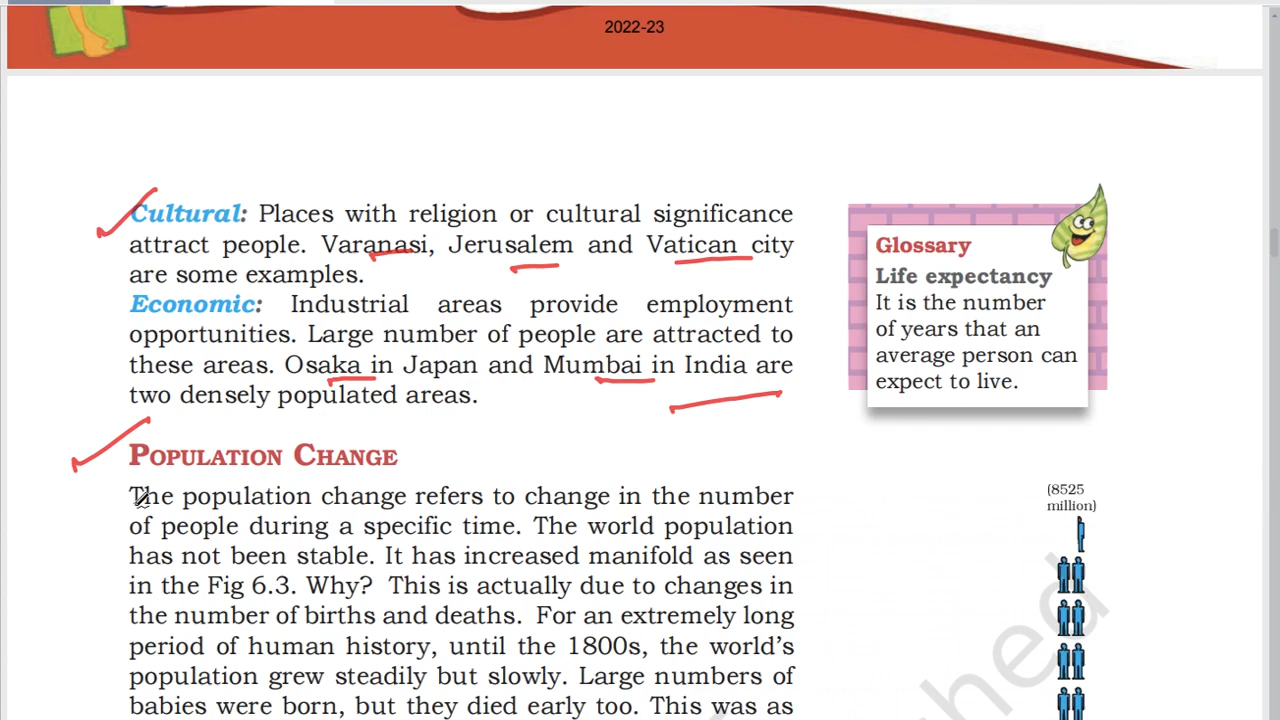 2022-23
Cultural: Places with religion or cultural significance
attract people. Varanasi, Jerusalem and Vatican city
are some examples.
Economic: Industrial areas provide employment
opportunities. Large number of people are attracted to
these areas. Osaka in Japan and Mumbai in India are
two densely populated areas.
Glossary
Life expectancy
It is the number
of years that an
average person can
expect to live.
POPULATION CHANGE
The population change refers to change in the number
of people during a specific time. The world population
has not been stable. It has increased manifold as seen
in the Fig 6.3. Why? This is actually due to changes in
the number of births and deaths. For an extremely long
period of human history, until the 1800s, the world's
population grew steadily but slowly. Large numbers of
babies were born, but they died early too. This was as
(8525
million)